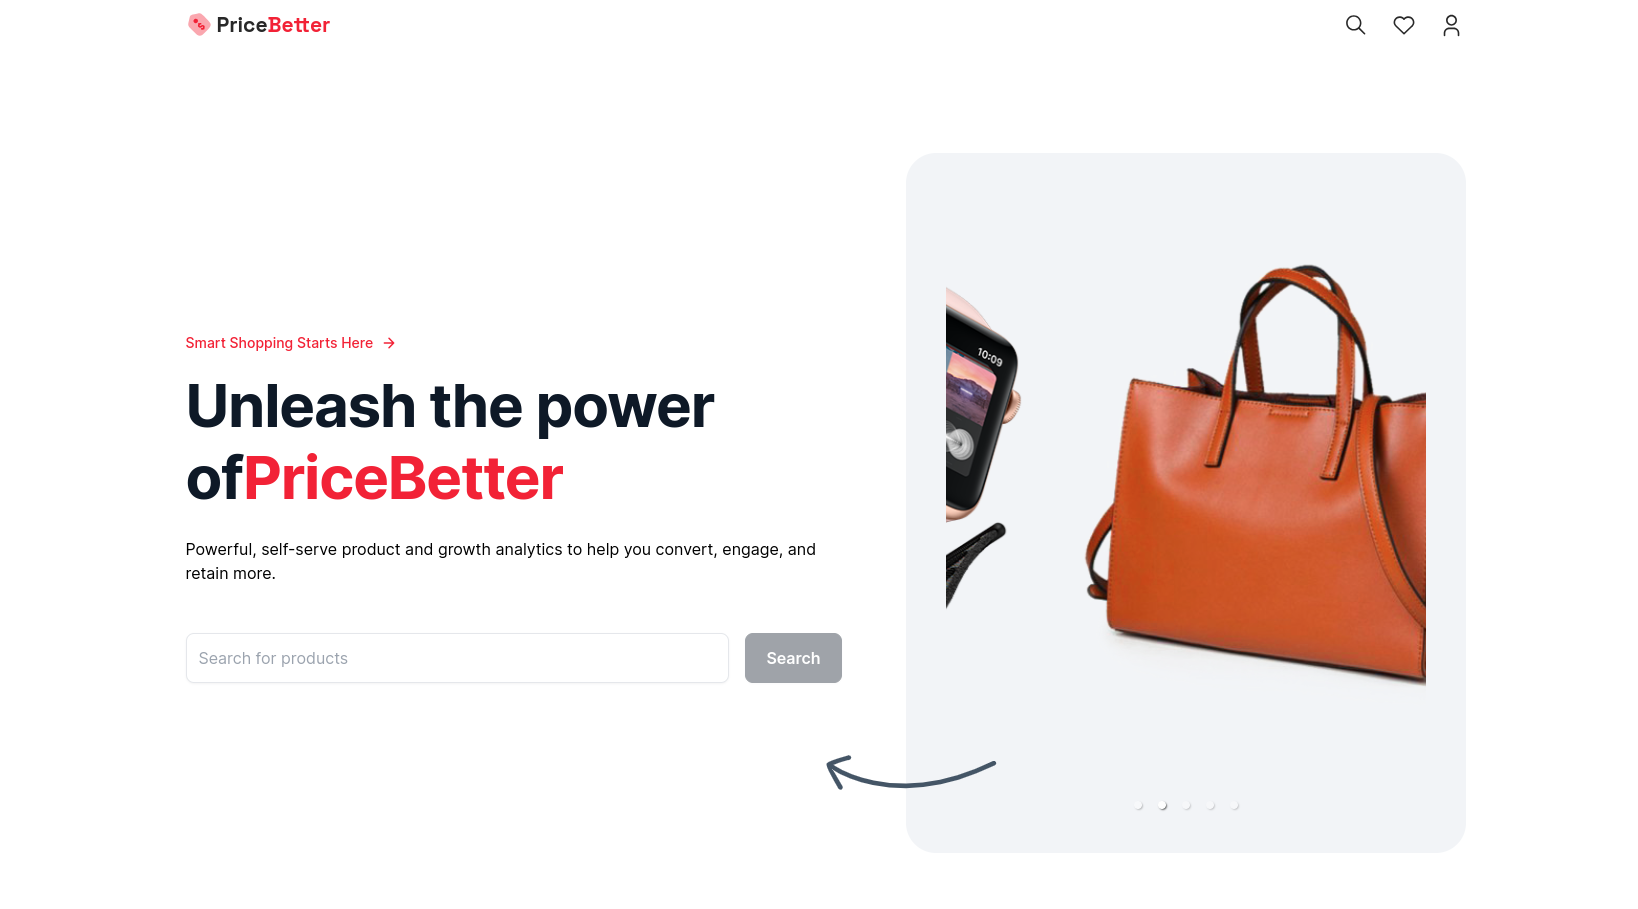 PriceBetter
Smart Shopping Starts Here
Unleash the power
ofPriceBetter
Powerful, self-serve product and growth analytics to help you convert, engage, and
retain more.
Search for products
Search
10:09